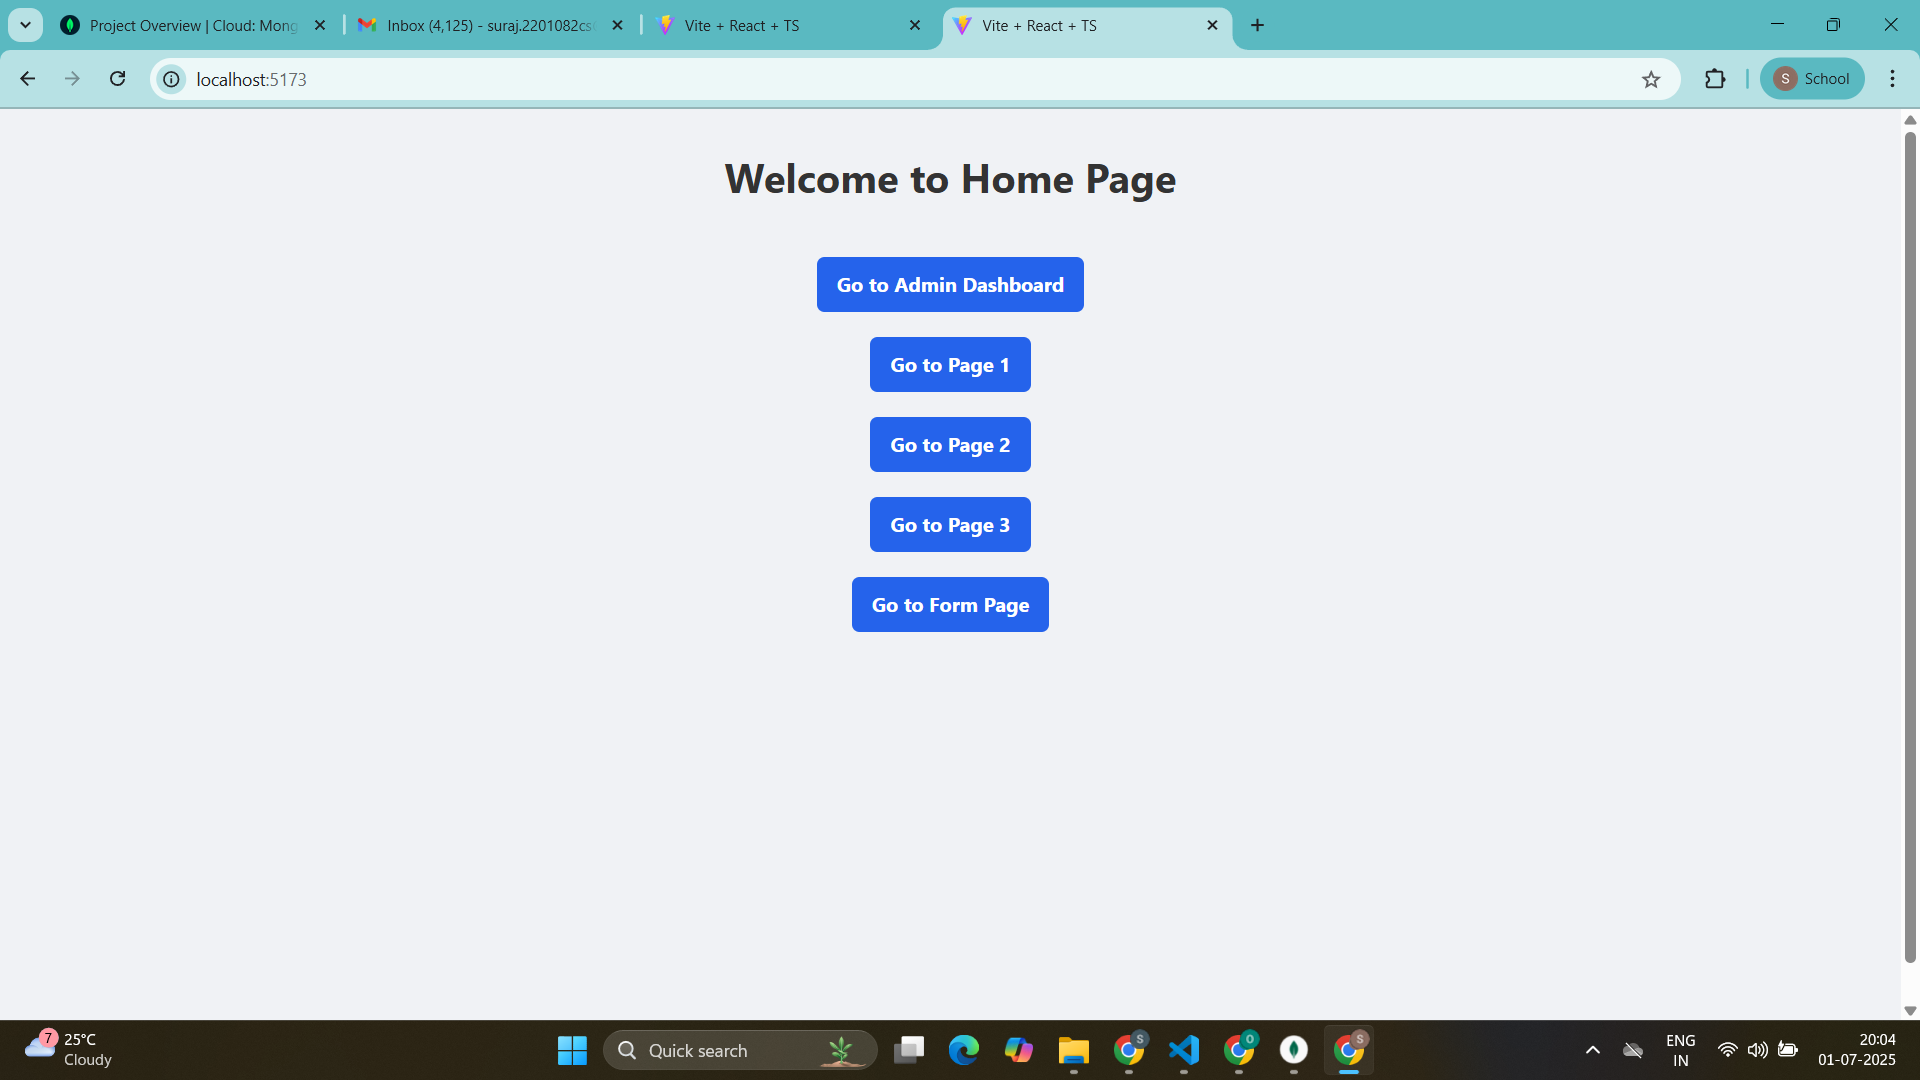 Project Overview | Cloud: Mong
Inbox (4,125) - suraj.2201082cs
Vite + React + TS
Vite + React + TS
localhost:5173
S
School
Welcome to Home Page
Go to Admin Dashboard
Go to Page 1
Go to Page 2
Go to Page 3
Go to Form Page
7
25°C
Cloudy
Quick search
S
O
S
ENG
IN
20:04
01-07-2025